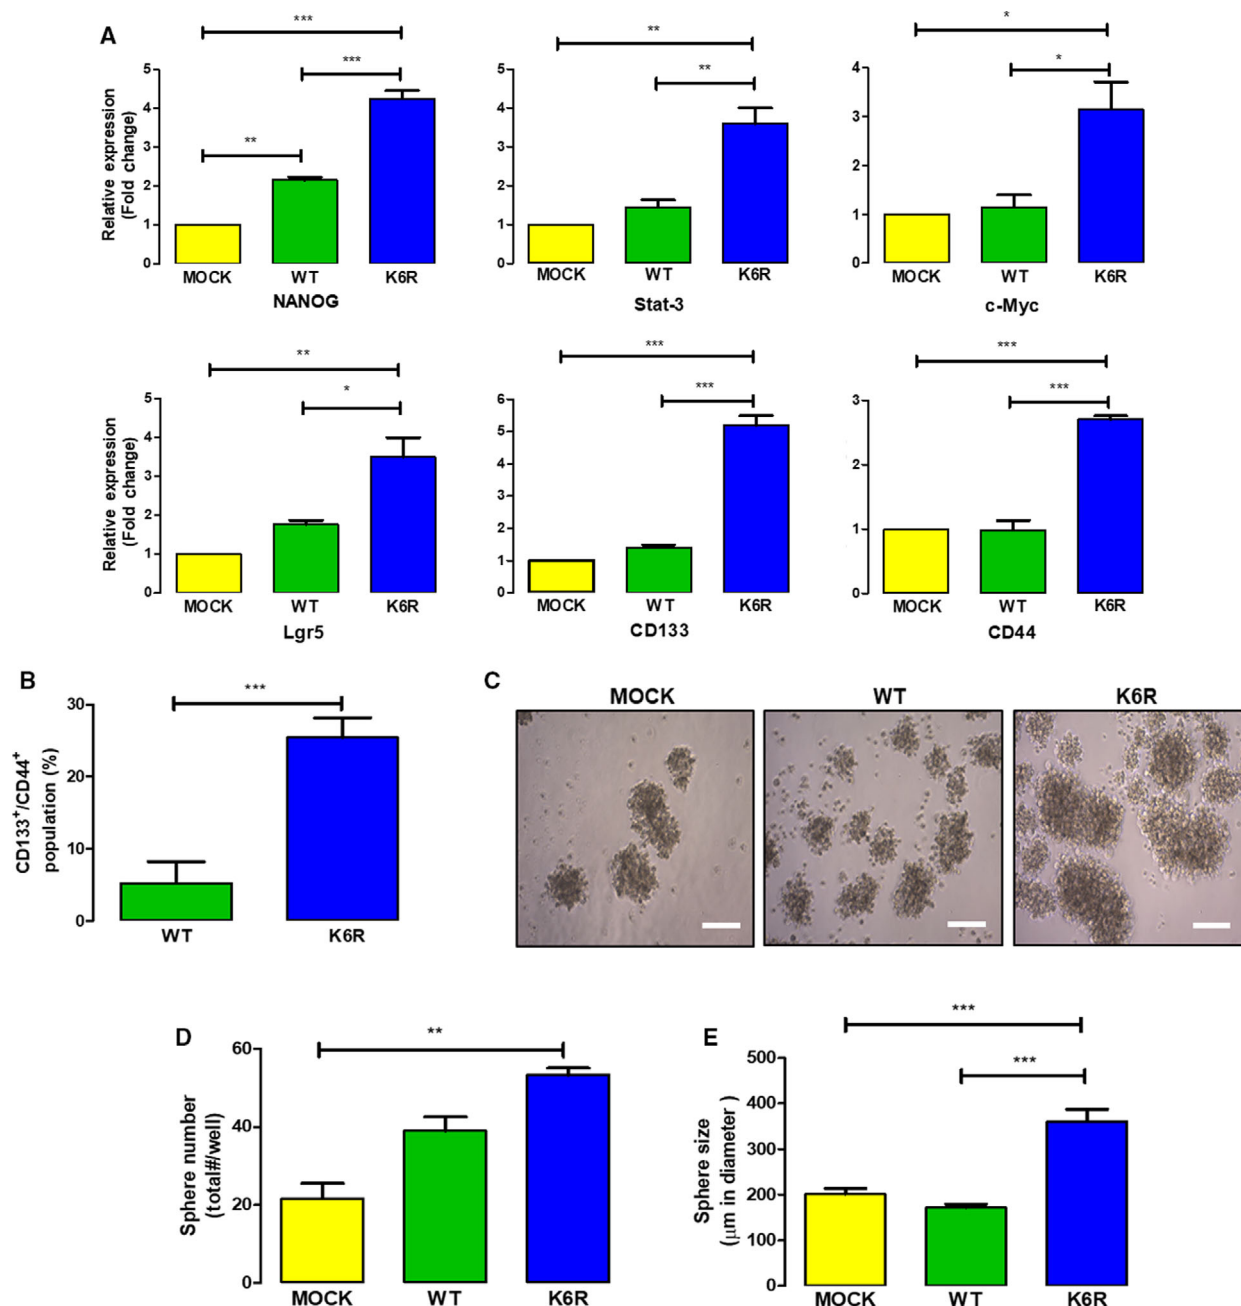 A
***
***
**
Relative expression
(Fold change)
5
4
3
2
1
0
MOCK WT K6R
NANOG
**
**
5
4
3
2
1
0
MOCK WT K6R
Stat-3
*
*
4
3
2
1
0
MOCK WT K6R
c-Myc
**
*
Relative expression
(Fold change)
5
4
3
2
1
0
MOCK WT K6R
Lgr5
***
***
6
5
4
3
2
1
0
MOCK WT K6R
CD133
***
***
3
2
1
0
MOCK WT K6R
CD44
B
***
CD133+/CD44+
population (%)
30
20
10
0
WT K6R
C
MOCK WT K6R
D
**
Sphere number
(total#/well)
60
40
20
0
MOCK WT K6R
E
***
***
Sphere size
(μm in diameter )
500
400
300
200
100
0
MOCK WT K6R